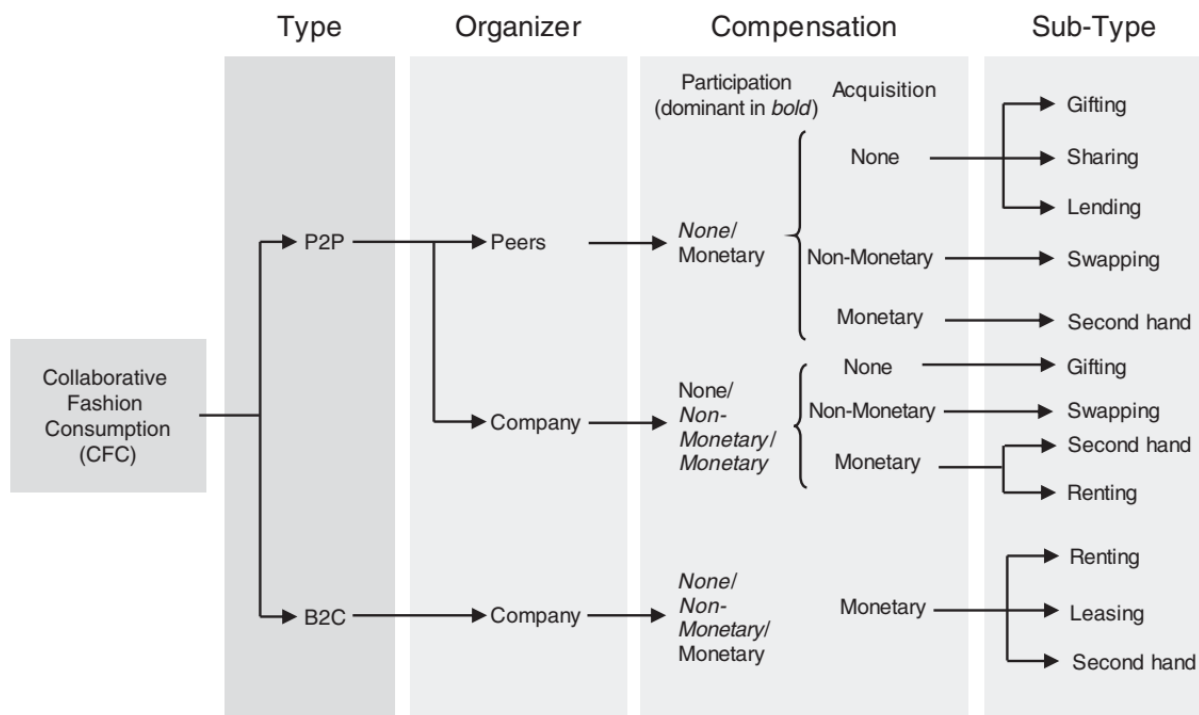 Type
Organizer
Compensation
Sub-Type
Participation
(dominant in bold)
Acquisition
Collaborative
Fashion
Consumption
(CFC)
P2P
Peers
None/
Monetary
None
Gifting
Sharing
Lending
Non-Monetary
Swapping
Monetary
Second hand
Company
None/
Non-
Monetary/
Monetary
None
Gifting
Non-Monetary
Swapping
Monetary
Second hand
Renting
B2C
Company
None/
Non-
Monetary/
Monetary
Monetary
Renting
Leasing
Second hand